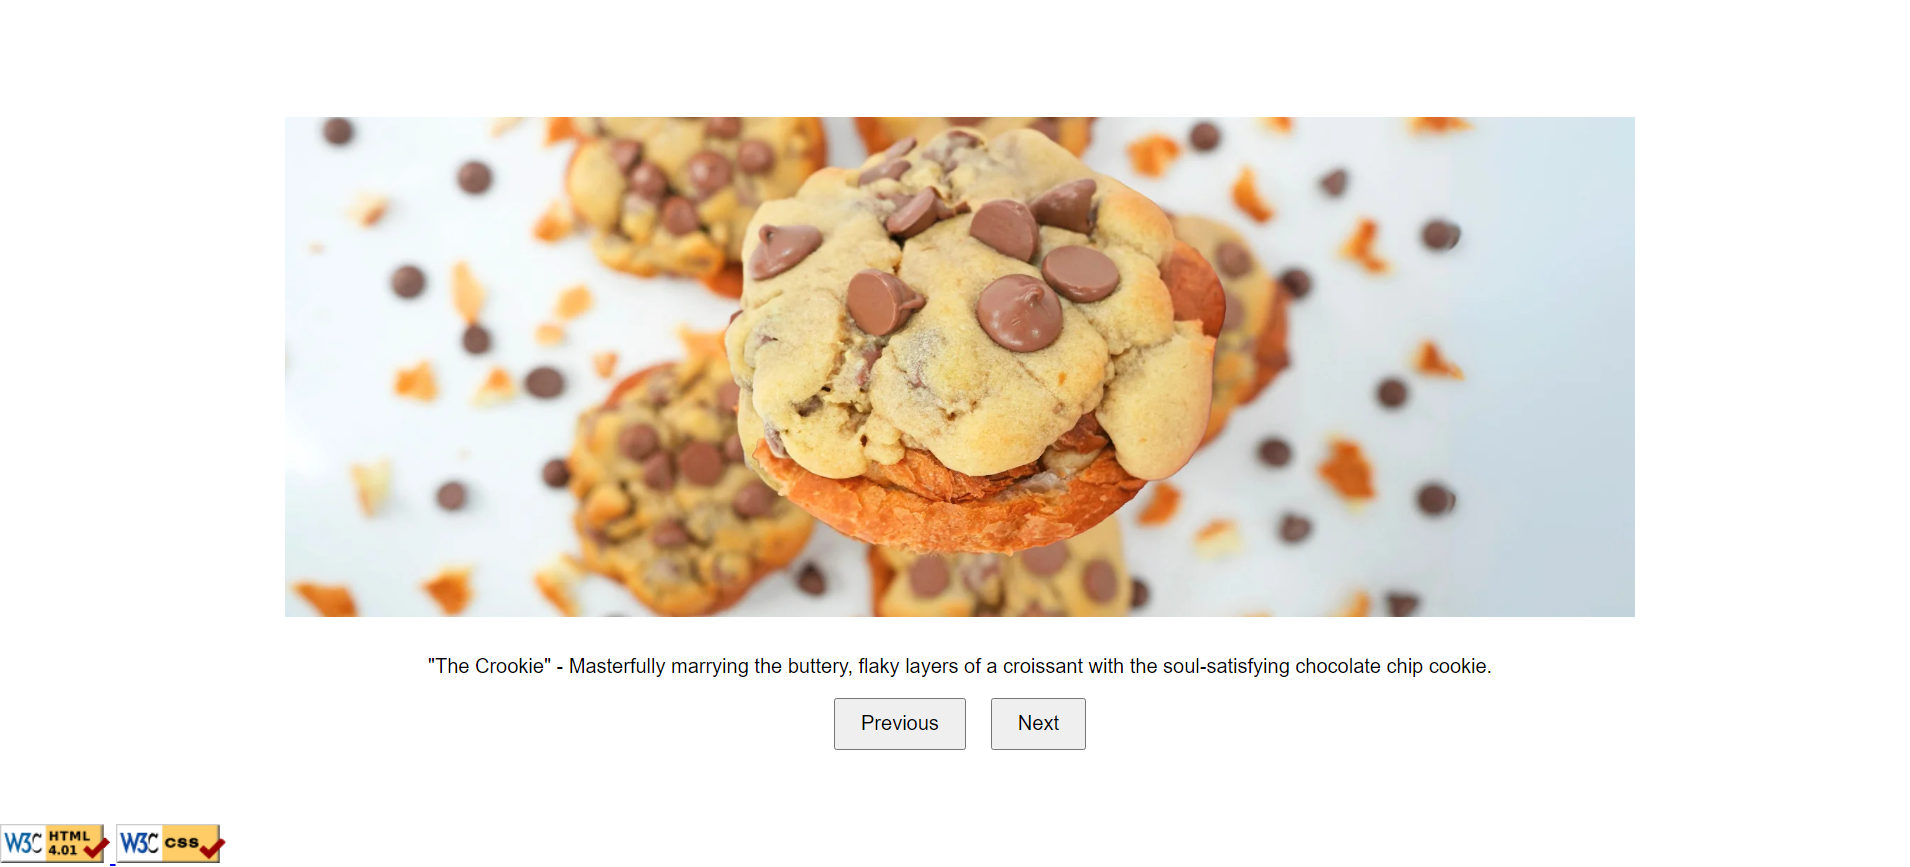 "The Crookie" - Masterfully marrying the buttery, flaky layers of a croissant with the soul-satisfying chocolate chip cookie.
Previous Next
W3C HTML 4.01 W3C css